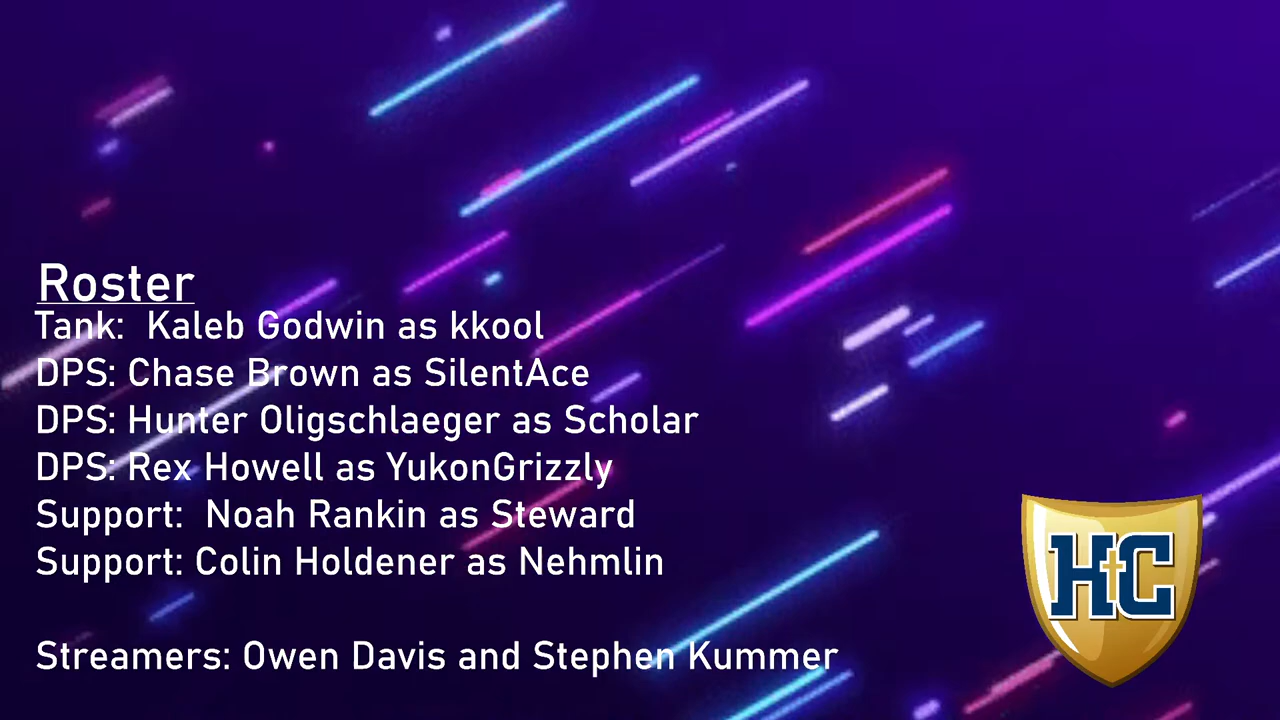 Roster
Tank:  Kaleb Godwin as kkool
DPS: Chase Brown as SilentAce
DPS: Hunter Oligschlaeger as Scholar
DPS: Rex Howell as YukonGrizzly
Support:  Noah Rankin as Steward
Support: Colin Holdener as Nehmlin
Streamers: Owen Davis and Stephen Kummer
HC